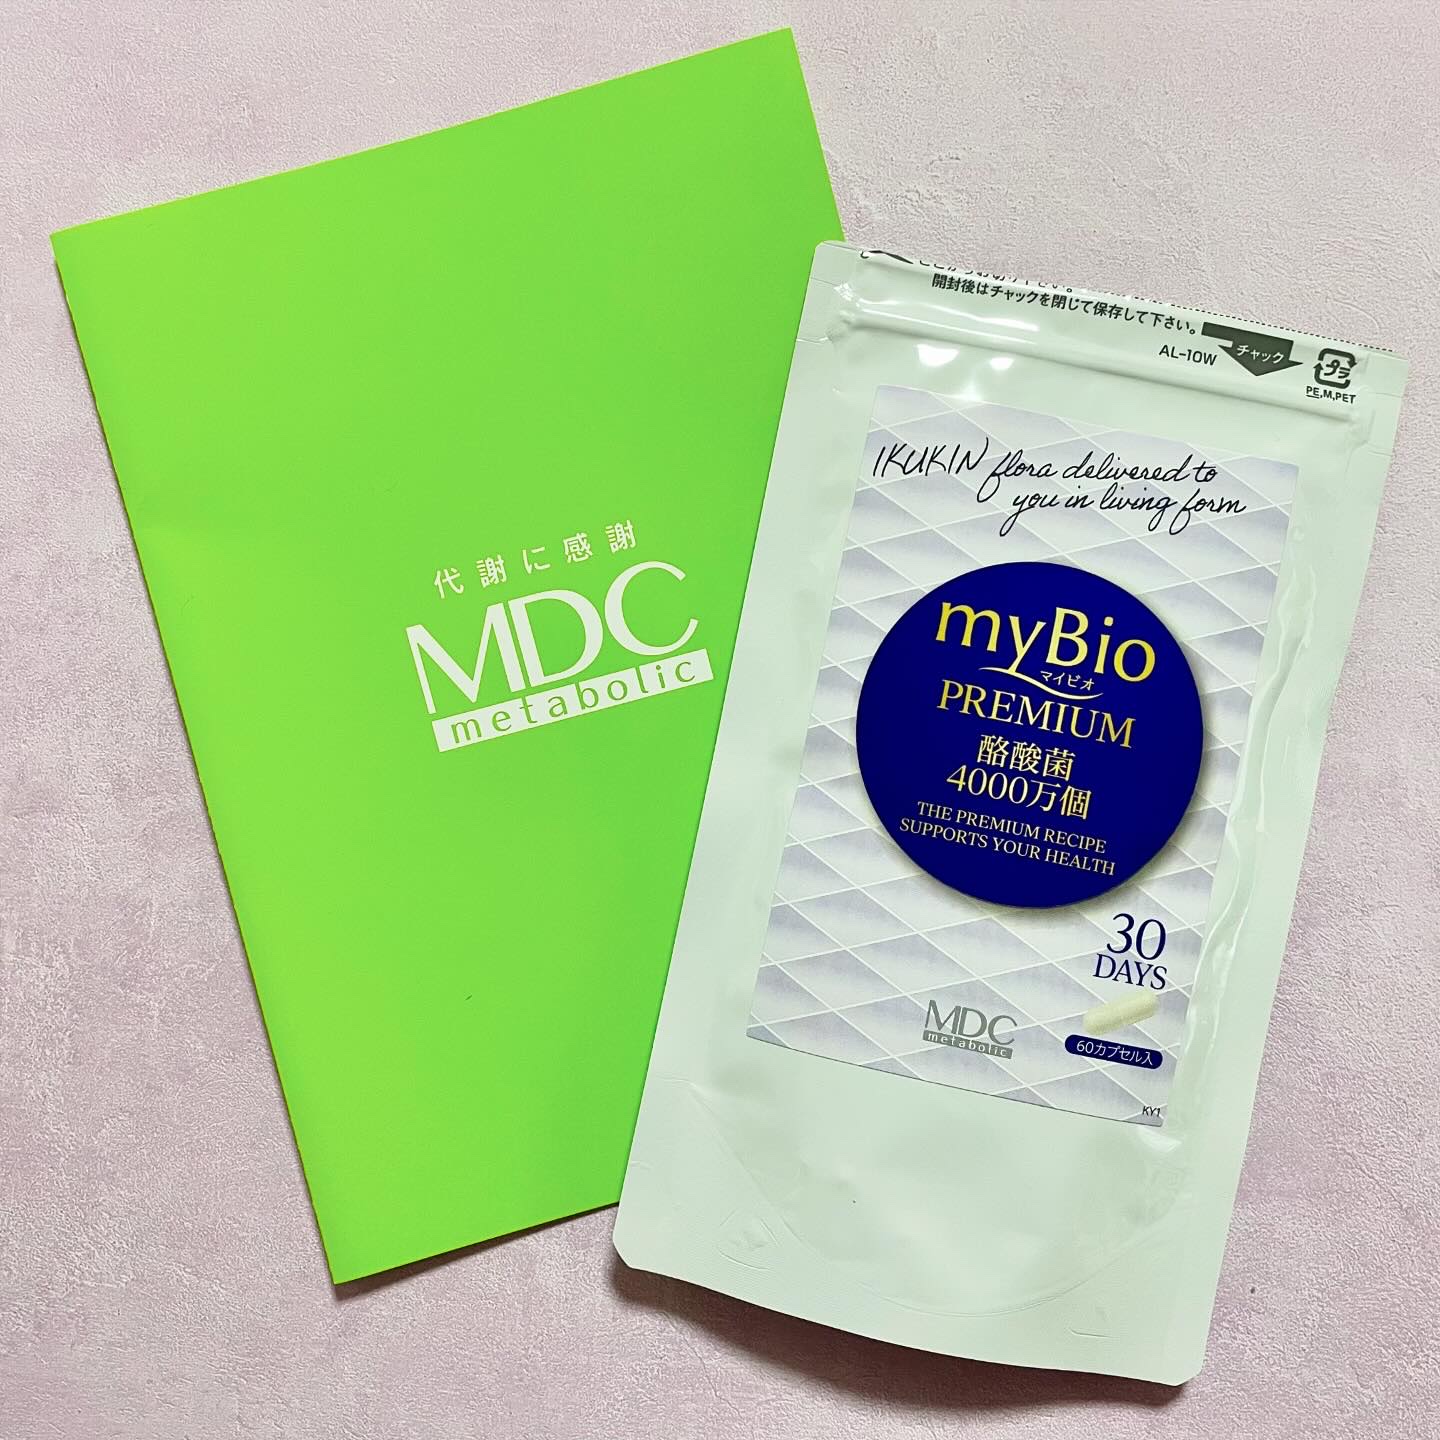 代謝に感謝
MDC
metabolic
開封後はチャックを閉じて保存して下さい。
AL-10W
チャック
プラ
PE,M,PET
IKUKIN flora delivered to
you in living form
myBio
マイビオ
PREMIUM
酪酸菌
4000万個
THE PREMIUM RECIPE
SUPPORTS YOUR HEALTH
30
DAYS
MDC
metabolic
60カプセル入
KY1